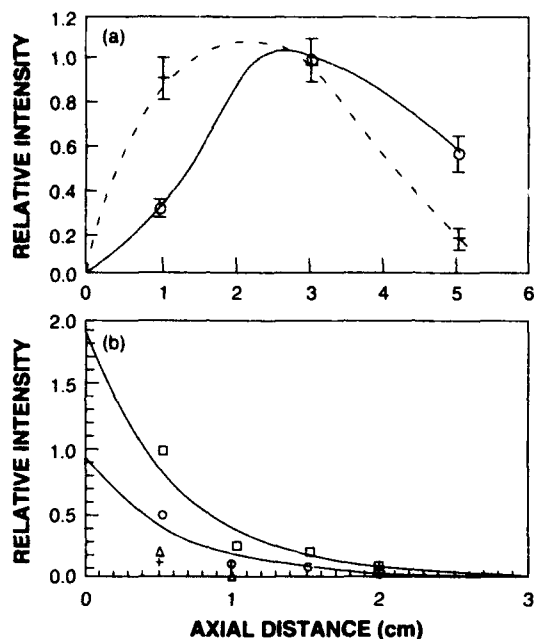 (a)
RELATIVE INTENSITY
1.2
1.0
0.8
0.6
0.4
0.2
0.0
0 1 2 3 4 5 6
(b)
RELATIVE INTENSITY
2.0
1.5
1.0
0.5
0.0
0 1 2 3
AXIAL DISTANCE (cm)